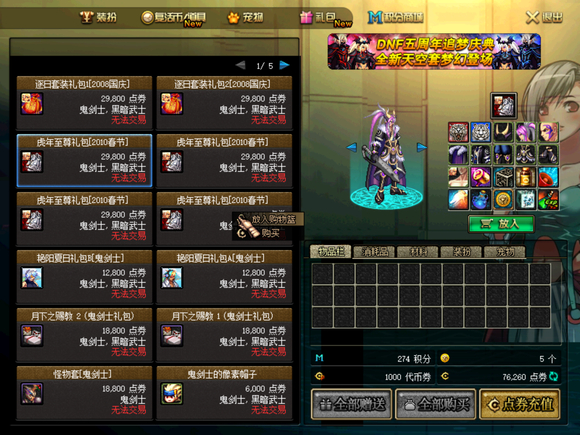 装扮
复活币/道具
New
宠物
礼包
New
积分商城
退出
1/ 5
逐日套装礼包1[2008国庆]
29,800 点券
鬼剑士, 黑暗武士
无法交易
逐日套装礼包2[2008国庆]
29,800 点券
鬼剑士, 黑暗武士
无法交易
虎年至尊礼包[2010春节]
29,800 点券
鬼剑士, 黑暗武士
无法交易
虎年至尊礼包[2010春节]
29,800 点券
鬼剑士, 黑暗武士
无法交易
虎年至尊礼包[2010春节]
29,800 点券
鬼剑士, 黑暗武士
无法交易
虎年至尊礼包[2010春节]
29,800
鬼剑士, 黑暗武士
无法交易
放入购物篮
购买
艳阳夏日礼包B[鬼剑士]
12,800 点券
鬼剑士, 黑暗武士
无法交易
艳阳夏日礼包A[鬼剑士]
12,800 点券
鬼剑士, 黑暗武士
无法交易
月下之赐教 2 (鬼剑士礼包)
18,800 点券
鬼剑士, 黑暗武士
无法交易
月下之赐教 1 (鬼剑士礼包)
18,800 点券
鬼剑士, 黑暗武士
无法交易
怪物套[鬼剑士]
18,800 点券
鬼剑士
无法交易
鬼剑士的像素帽子
6,000 点券
鬼剑士, 黑暗武士
无法交易
DNF五周年追梦庆典
全新天空套梦幻登场
放入
物品栏
消耗品
材料
装扮
宠物
M
274 积分
5 个
1000 代币券
76,260 点券
全部赠送
全部购买
点券充值